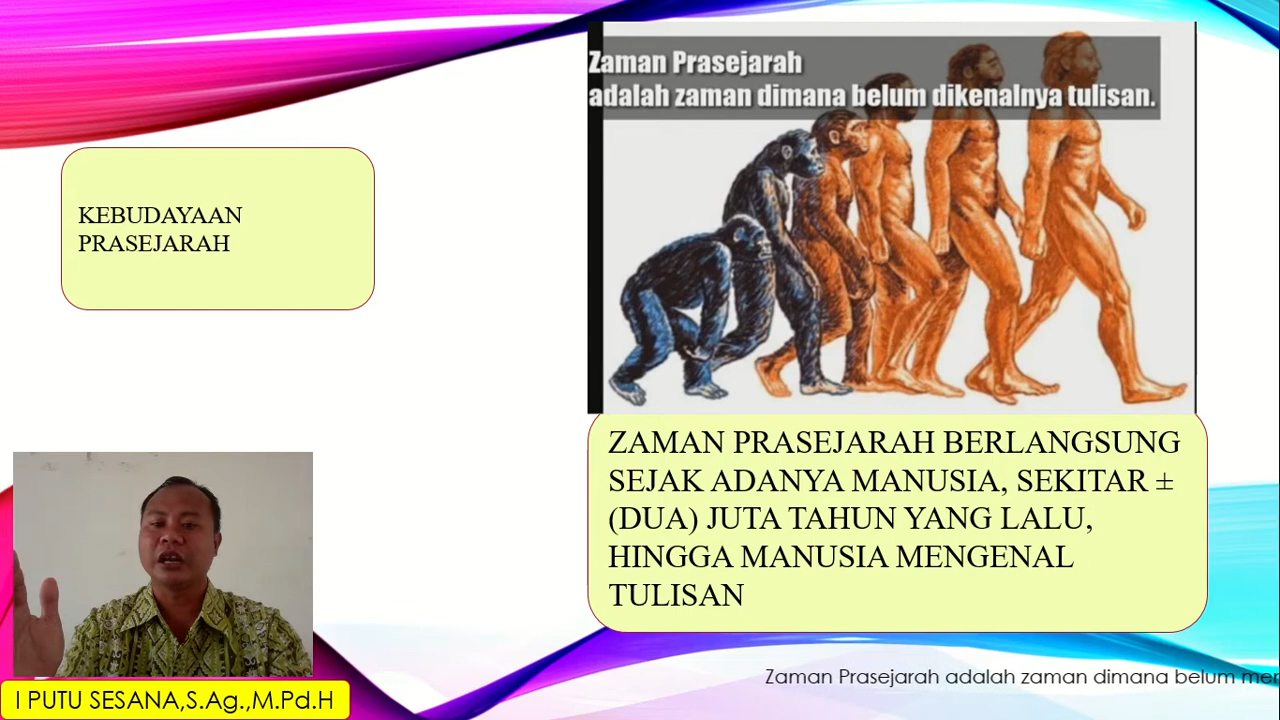 Zaman Prasejarah
adalah zaman dimana belum dikenalnya tulisan.
KEBUDAYAAN
PRASEJARAH
ZAMAN PRASEJARAH BERLANGSUNG
SEJAK ADANYA MANUSIA, SEKITAR ±
(DUA) JUTA TAHUN YANG LALU,
HINGGA MANUSIA MENGENAL
TULISAN
Zaman Prasejarah adalah zaman dimana belum
I PUTU SESANA,S.Ag.,M.Pd.H